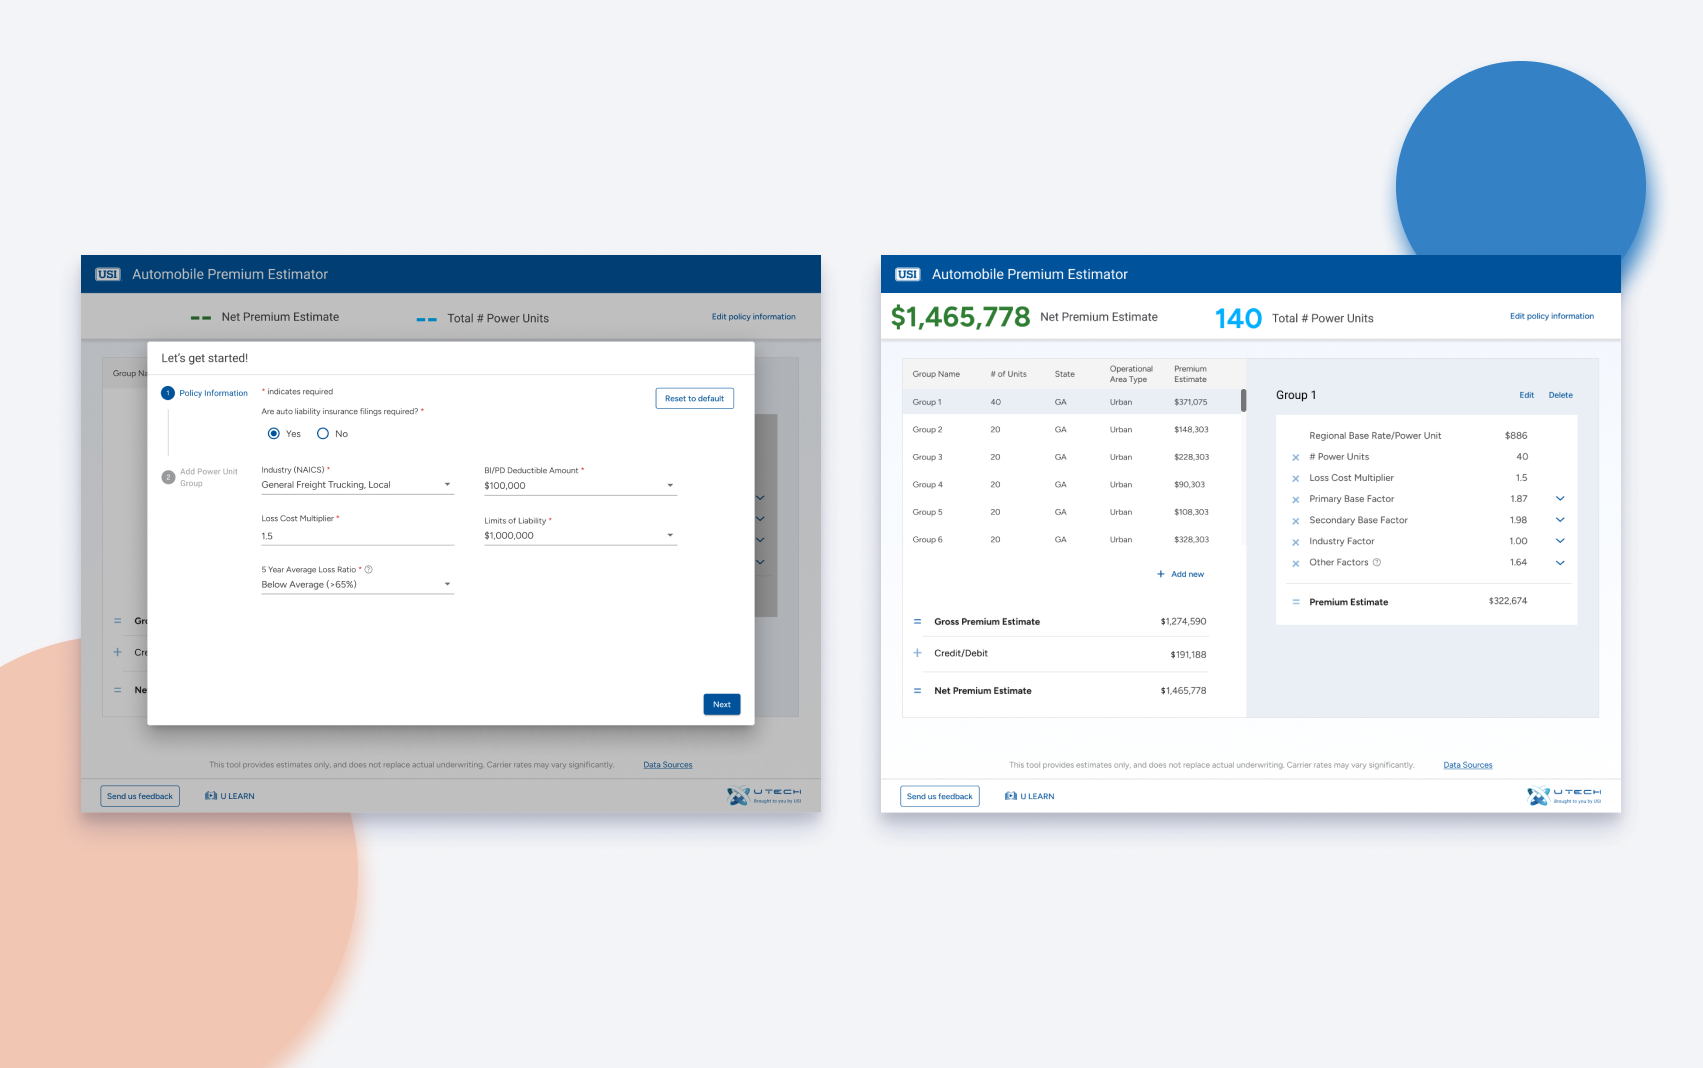 USI Automobile Premium Estimator
-- Net Premium Estimate -- Total # Power Units Edit policy information
Group Na
Let's get started!
1 Policy Information
* indicates required
Reset to default
Are auto liability insurance filings required? *
Yes No
2 Add Power Unit Group
Industry (NAICS) * BI/PD Deductible Amount *
General Freight Trucking, Local $100,000
Loss Cost Multiplier * Limits of Liability *
1.5 $1,000,000
5 Year Average Loss Ratio *
Below Average (>65%)
= Gro
+ Cre
= Ne
Next
This tool provides estimates only, and does not replace actual underwriting. Carrier rates may vary significantly. Data Sources
Send us feedback U LEARN
U TECH
Brought to you by USI
USI Automobile Premium Estimator
$1,465,778 Net Premium Estimate 140 Total # Power Units Edit policy information
Group Name # of Units State Operational Area Type Premium Estimate
Group 1 40 GA Urban $371,075
Group 2 20 GA Urban $148,303
Group 3 20 GA Urban $228,303
Group 4 20 GA Urban $90,303
Group 5 20 GA Urban $108,303
Group 6 20 GA Urban $328,303
+ Add new
= Gross Premium Estimate $1,274,590
+ Credit/Debit $191,188
= Net Premium Estimate $1,465,778
Group 1 Edit Delete
Regional Base Rate/Power Unit $886
× # Power Units 40
× Loss Cost Multiplier 1.5
× Primary Base Factor 1.87
× Secondary Base Factor 1.98
× Industry Factor 1.00
× Other Factors 1.64
= Premium Estimate $322,674
This tool provides estimates only, and does not replace actual underwriting. Carrier rates may vary significantly. Data Sources
Send us feedback U LEARN
U TECH
Brought to you by USI